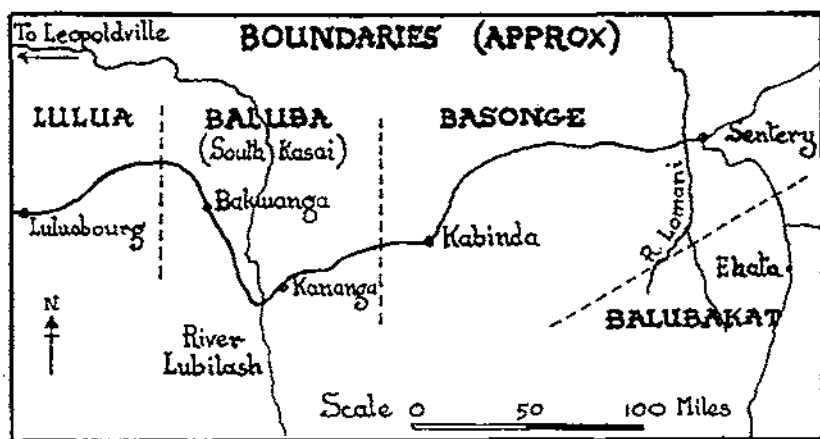 To Leopoldville
BOUNDARIES (APPROX)
LULUA
BALUBA
(South Kasai)
BASONGE
Sentery
Luluabourg
Bakwanga
Kananga
Kabinda
R. Lomani
Ehata
BALUBAKAT
N
River
Lubilash
Scale 0 50 100 Miles